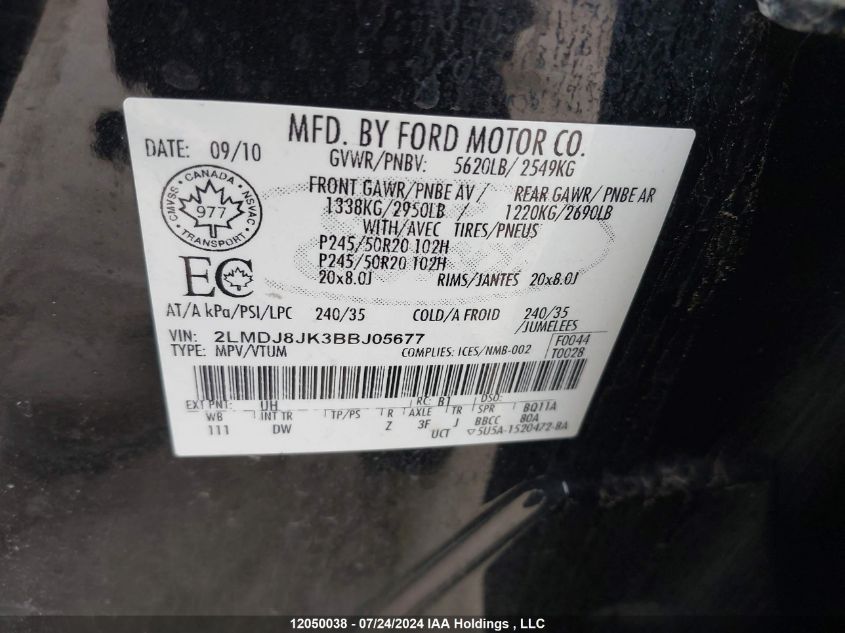 MFD. BY FORD MOTOR CO.
DATE: 09/10
GVWR/PNBV: 5620LB/ 2549KG
FRONT GAWR/PNBE AV / REAR GAWR/ PNBE AR
1338KG/2950LB / 1220KG/2690LB
WITH/AVEC TIRES/PNEUS
P245/50R20 102H
P245/50R20 102H
20x8.0J RIMS/JANTES 20x8.0J
CANADA
CMVSS 977 NSVAC
TRANSPORT
EC
AT/A kPa/PSI/LPC 240/35 COLD/A FROID 240/35
/JUMELEES
VIN: 2LMDJ8JK3BBJ05677
F0044
TYPE: MPV/VTUM COMPLIES: ICES/NMB-002
T0028
EXT PNT: UH RC: B1 DSO:
WB INT TR TP/PS R AXLE TR SPR BQ11A
111 DW Z 3F J BBCC 80A
UCT ▽5U5A-1520472-BA
12050038 - 07/24/2024 IAA Holdings , LLC